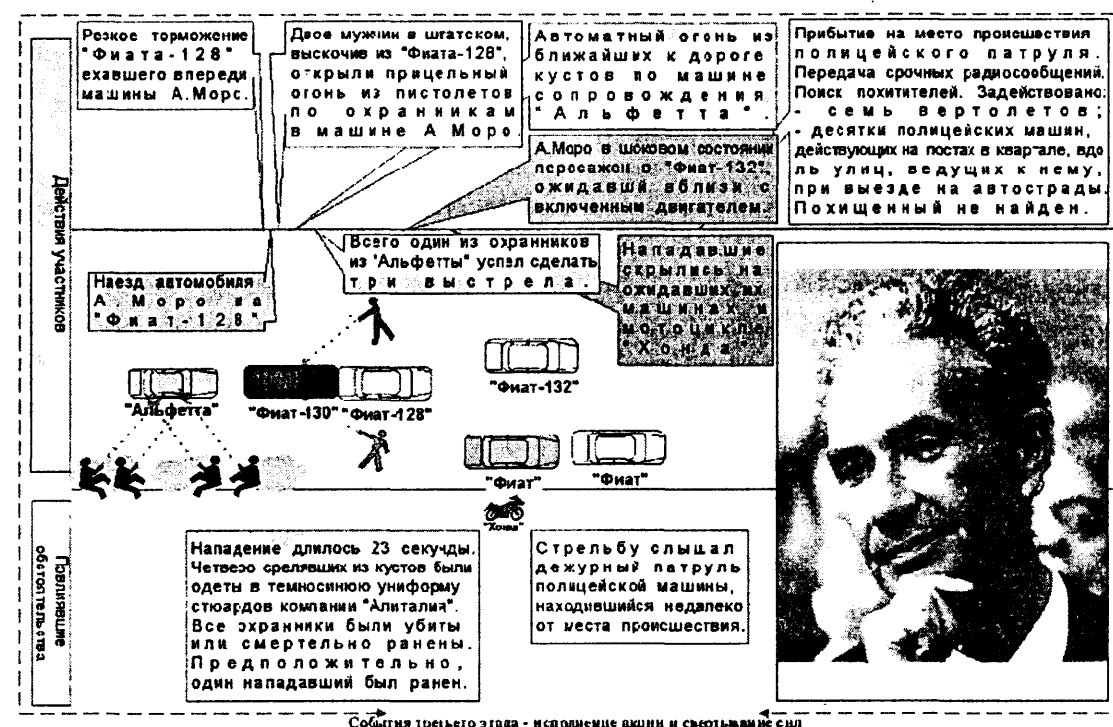 Резкое торможение
"Фиата-128"
ехавшего впереди
машины А.Морс.
Двое мужчин в штатском,
выскочив из "Фиата-128",
открыли прицельный
огонь из пистолетов
по охранникам
в машине А Моро.
Автоматный огонь из
ближайших к дороге
кустов по машине
сопровождения
"Альфетта".
Прибытие на место происшествия
полицейского патруля.
Передача срочных радиосообщений.
Поиск похитителей. Задействовано:
- семь вертолетов;
- десятки полицейских машин,
действующих на постах в квартале, вдо
ль улиц, ведущих к нему,
при выезде на автострады.
Похищенный не найден.
А.Моро в шоковом состоянии
пересажен в "Фиат-132",
ожидавший вблизи с
включенным двигателем.
Действия участников
Наезд автомобиля
А. Моро на
"Фиат-128"
Всего один из охранников
из "Альфетты" успел сделать
три выстрела.
Нападавшие
скрылись на
ожидавших их
машинах и
мотоцикле
"Хонда"
"Альфетта"
"Фиат-130"
"Фиат-128"
"Фиат-132"
"Фиат"
"Фиат"
"Хонда"
Повлиявшие
обстоятельства
Нападение длилось 23 секунды.
Четверо срелявших из кустов были
одеты в темносинюю униформу
стюардов компании "Алиталия".
Все охранники были убиты
или смертельно ранены.
Предположительно,
один нападавший был ранен.
Стрельбу слышал
дежурный патруль
полицейской машины,
находившийся недалеко
от места происшествия.
События третьего этапа - исполнение акции и свертывание сил